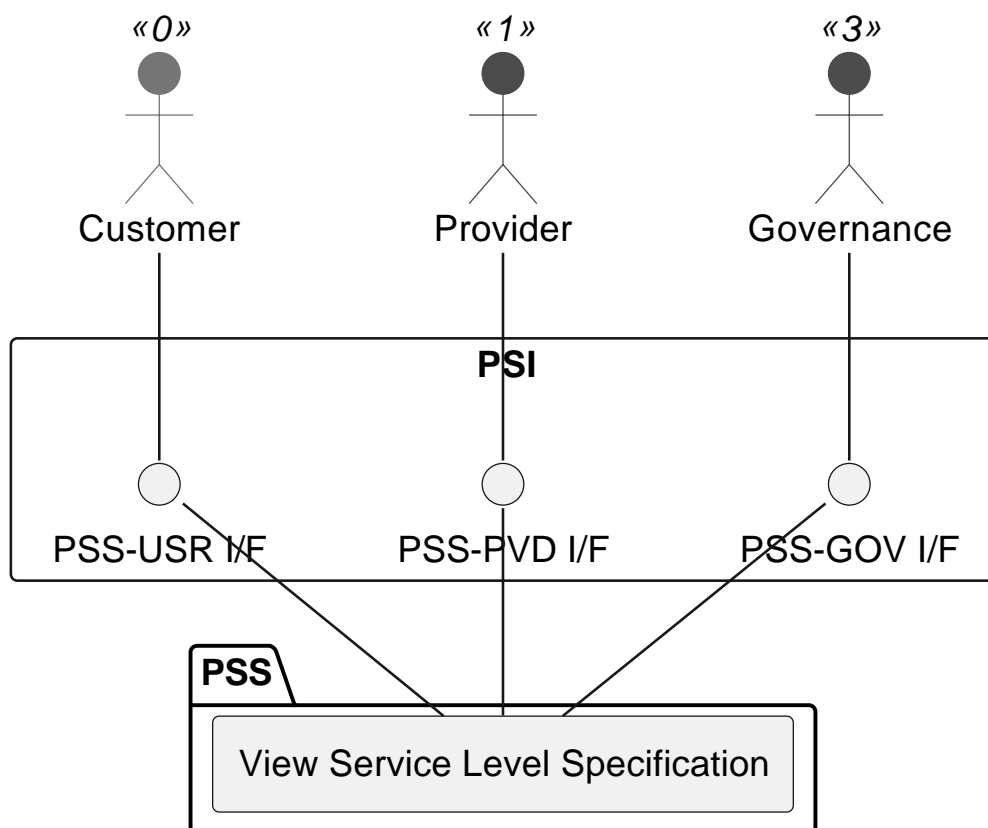 «0» «1» «3»
Customer Provider Governance
PSI
PSS-USR I/F PSS-PVD I/F PSS-GOV I/F
PSS
View Service Level Specification